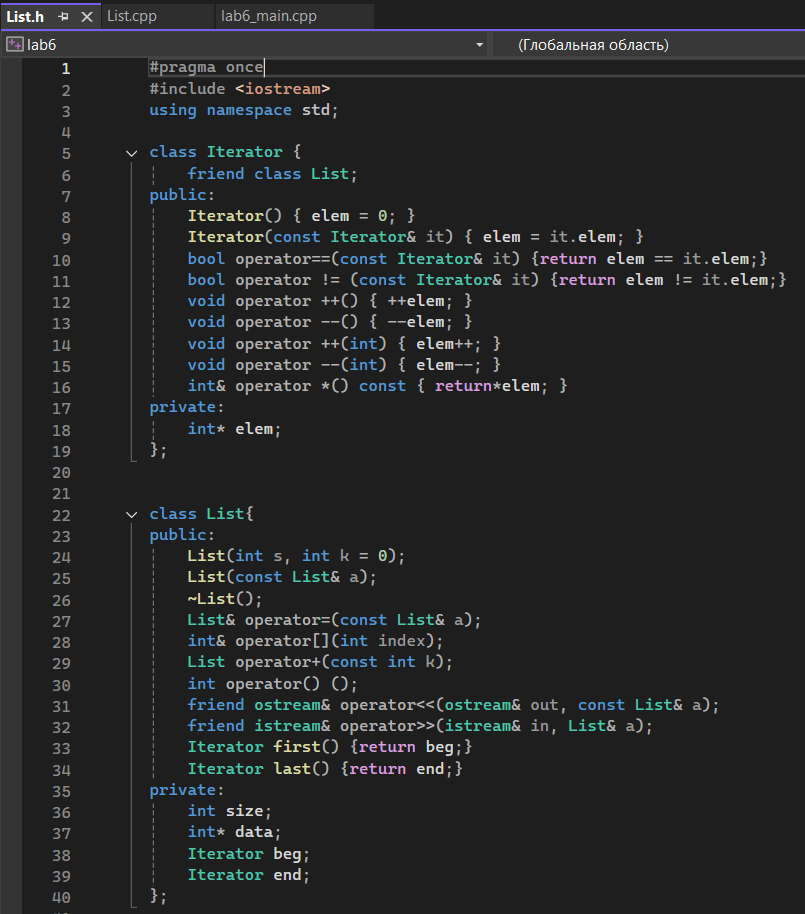 List.h List.cpp lab6_main.cpp
lab6 (Глобальная область)
1 #pragma once
2 #include <iostream>
3 using namespace std;
4
5 class Iterator {
6 friend class List;
7 public:
8 Iterator() { elem = 0; }
9 Iterator(const Iterator& it) { elem = it.elem; }
10 bool operator==(const Iterator& it) {return elem == it.elem;}
11 bool operator != (const Iterator& it) {return elem != it.elem;}
12 void operator ++() { ++elem; }
13 void operator --() { --elem; }
14 void operator ++(int) { elem++; }
15 void operator --(int) { elem--; }
16 int& operator *() const { return*elem; }
17 private:
18 int* elem;
19 };
20
21
22 class List{
23 public:
24 List(int s, int k = 0);
25 List(const List& a);
26 ~List();
27 List& operator=(const List& a);
28 int& operator[](int index);
29 List operator+(const int k);
30 int operator() ();
31 friend ostream& operator<<(ostream& out, const List& a);
32 friend istream& operator>>(istream& in, List& a);
33 Iterator first() {return beg;}
34 Iterator last() {return end;}
35 private:
36 int size;
37 int* data;
38 Iterator beg;
39 Iterator end;
40 };